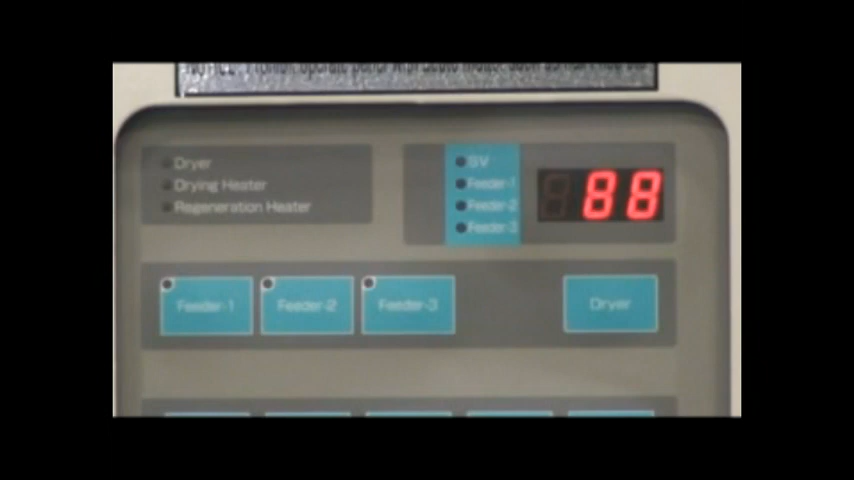 Dryer
Drying Heater
Regeneration Heater
SV
Feeder-1
Feeder-2
Feeder-3
88
Feeder-1
Feeder-2
Feeder-3
Dryer